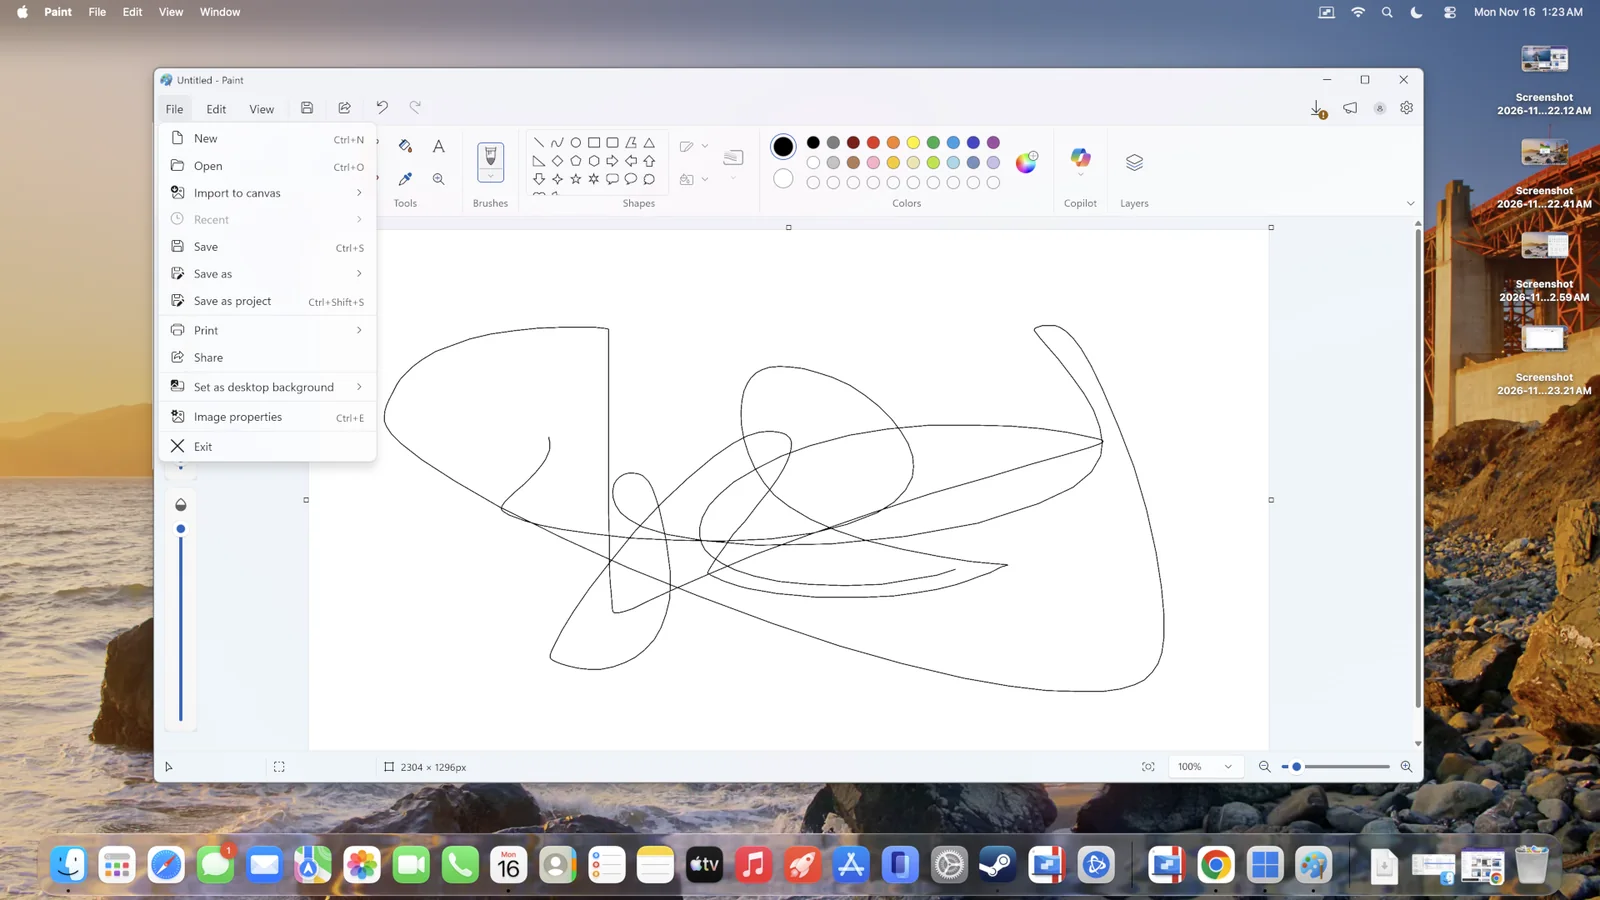 Paint File Edit View Window Mon Nov 16 1:23 AM
Untitled - Paint
File Edit View
New Ctrl+N
Open Ctrl+O
Import to canvas
Recent
Save Ctrl+S
Save as
Save as project Ctrl+Shift+S
Print
Share
Set as desktop background
Image properties Ctrl+E
Exit
Tools Brushes Shapes Colors Copilot Layers
2304 × 1296px 100%
Screenshot
2026-11...22.12 AM
Screenshot
2026-11...22.41 AM
Screenshot
2026-11...2.59 AM
Screenshot
2026-11...23.21 AM
1
Mon
16
tv